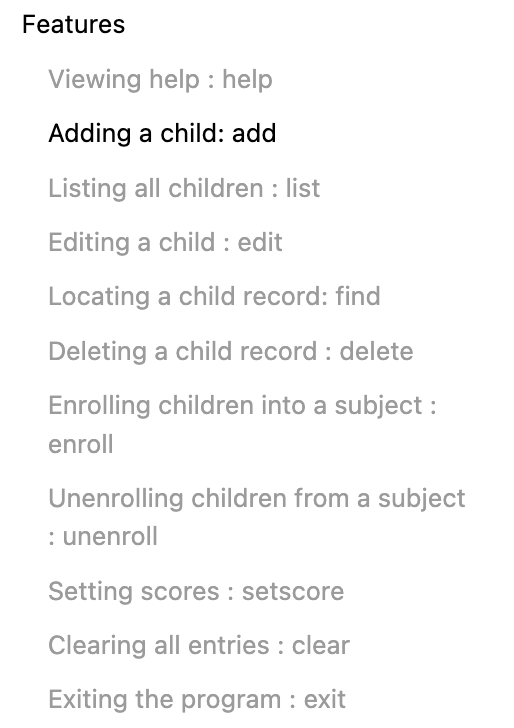 Features
Viewing help : help
Adding a child: add
Listing all children : list
Editing a child : edit
Locating a child record: find
Deleting a child record : delete
Enrolling children into a subject :
enroll
Unenrolling children from a subject
: unenroll
Setting scores : setscore
Clearing all entries : clear
Exiting the program : exit